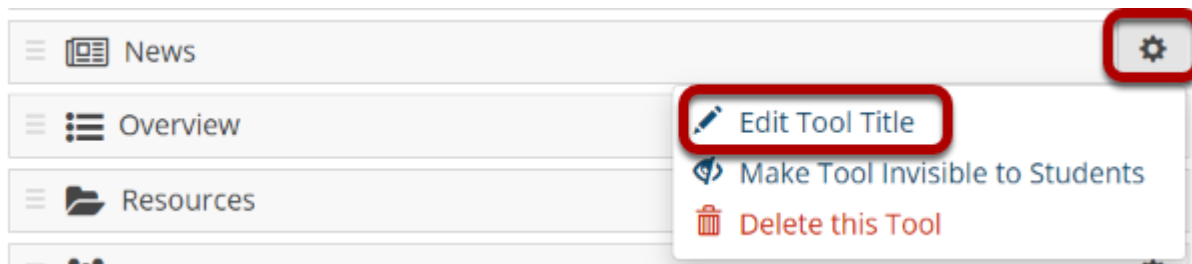 News
Overview
Edit Tool Title
Make Tool Invisible to Students
Resources
Delete this Tool